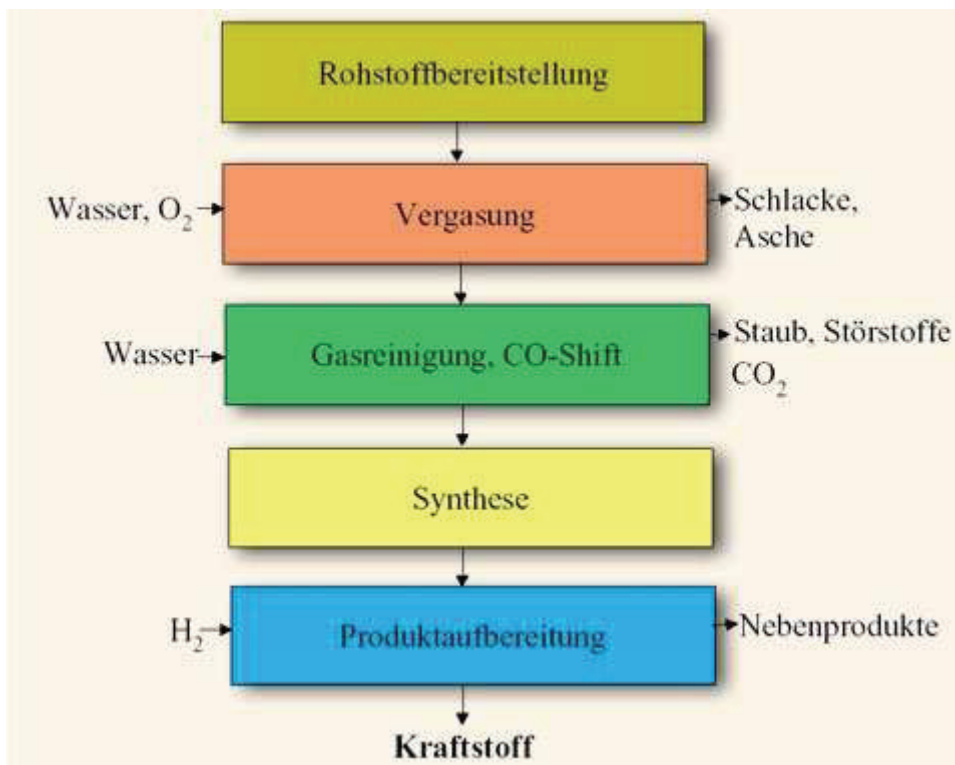 Rohstoffbereitstellung
Wasser, O₂
Vergasung
Schlacke,
Asche
Wasser
Gasreinigung, CO-Shift
Staub, Störstoffe
CO₂
Synthese
H₂
Produktaufbereitung
Nebenprodukte
Kraftstoff